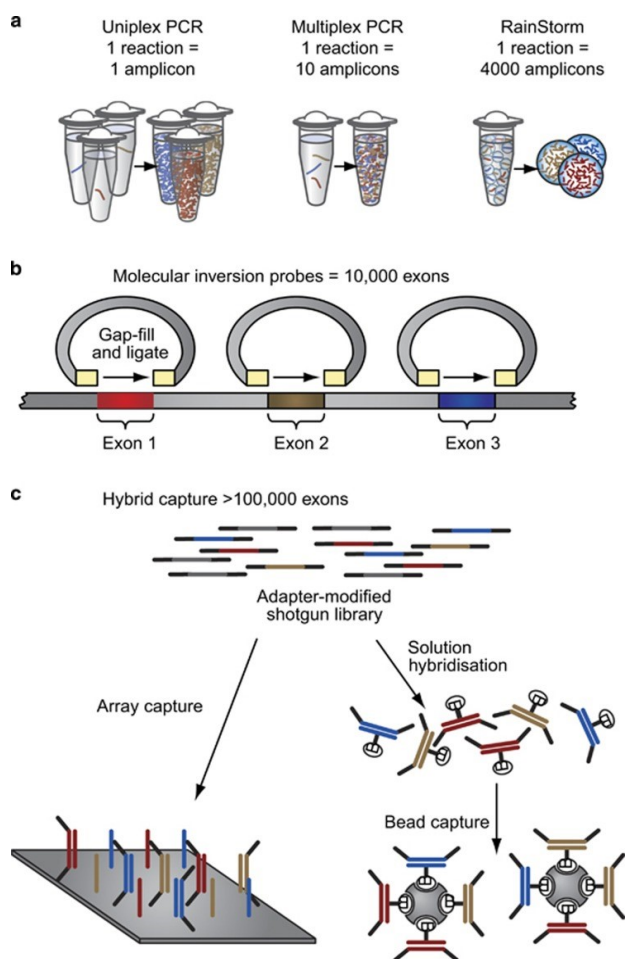 a
Uniplex PCR
1 reaction =
1 amplicon
Multiplex PCR
1 reaction =
10 amplicons
RainStorm
1 reaction =
4000 amplicons
b
Molecular inversion probes = 10,000 exons
Gap-fill
and ligate
Exon 1
Exon 2
Exon 3
c
Hybrid capture >100,000 exons
Adapter-modified
shotgun library
Solution
hybridisation
Array capture
Bead capture